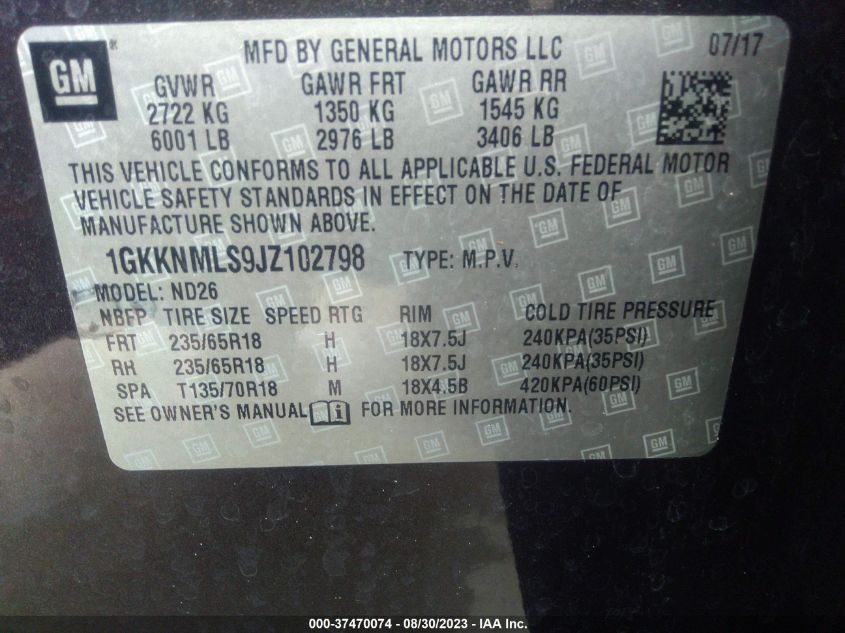 GM ® MFD BY GENERAL MOTORS LLC 07/17
GVWR GAWR FRT GAWR RR
2722 KG 1350 KG 1545 KG
6001 LB 2976 LB 3406 LB
THIS VEHICLE CONFORMS TO ALL APPLICABLE U.S. FEDERAL MOTOR
VEHICLE SAFETY STANDARDS IN EFFECT ON THE DATE OF
MANUFACTURE SHOWN ABOVE.
1GKKNMLS9JZ102798 TYPE: M.P.V.
MODEL: ND26
NBFP TIRE SIZE SPEED RTG RIM COLD TIRE PRESSURE
FRT 235/65R18 H 18X7.5J 240KPA(35PSI)
RH 235/65R18 H 18X7.5J 240KPA(35PSI)
SPA T135/70R18 M 18X4.5B 420KPA(60PSI)
SEE OWNER'S MANUAL FOR MORE INFORMATION.
000-37470074 / 08/30/2023 - IAA Inc.